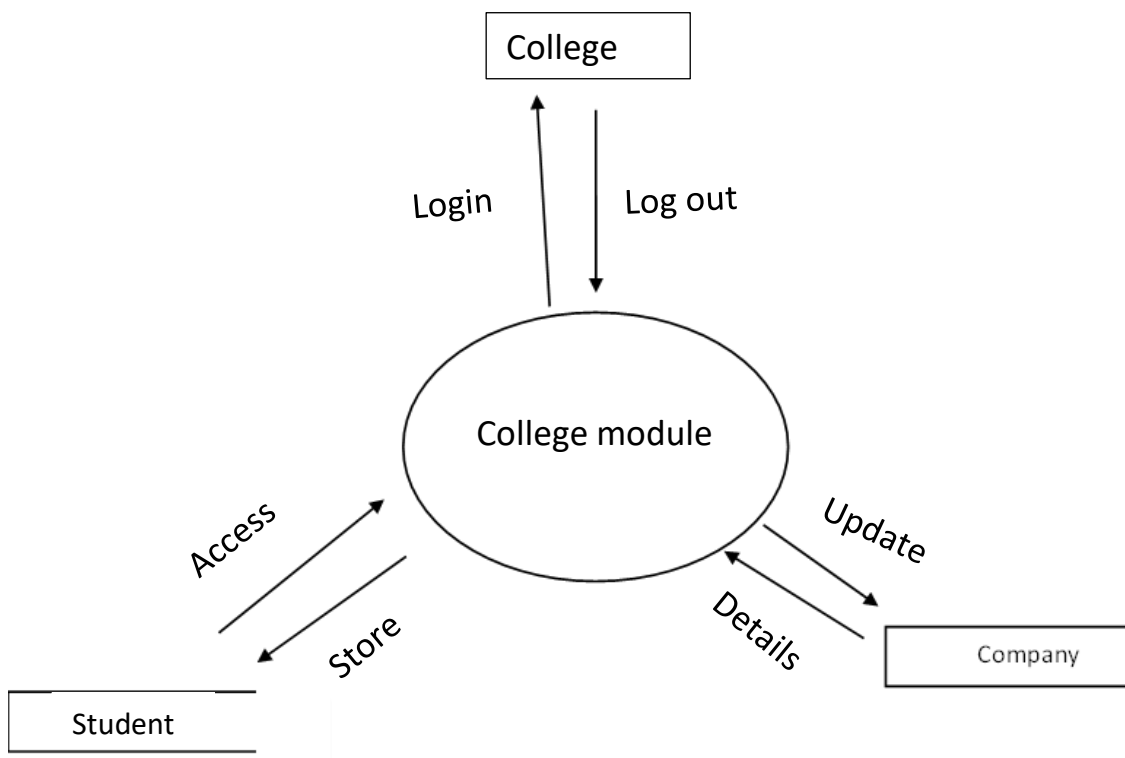 College
Login
Log out
College module
Access
Update
Store
Details
Company
Student